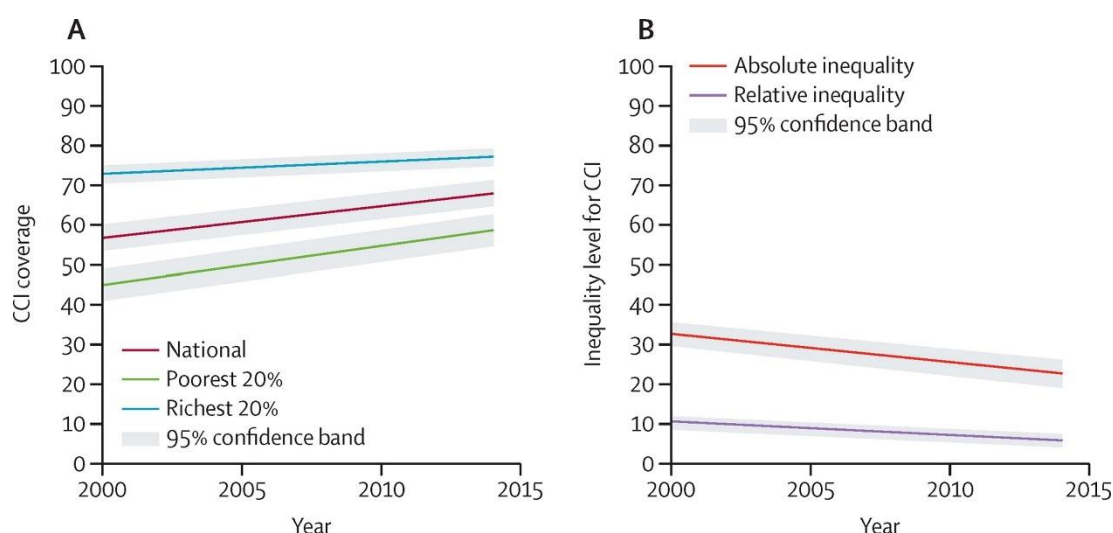 A
100
90
80
70
60
50
40
30
20
10
0
CCI coverage
National
Poorest 20%
Richest 20%
95% confidence band
2000 2005 2010 2015
Year
B
100
90
80
70
60
50
40
30
20
10
0
Inequality level for CCI
Absolute inequality
Relative inequality
95% confidence band
2000 2005 2010 2015
Year